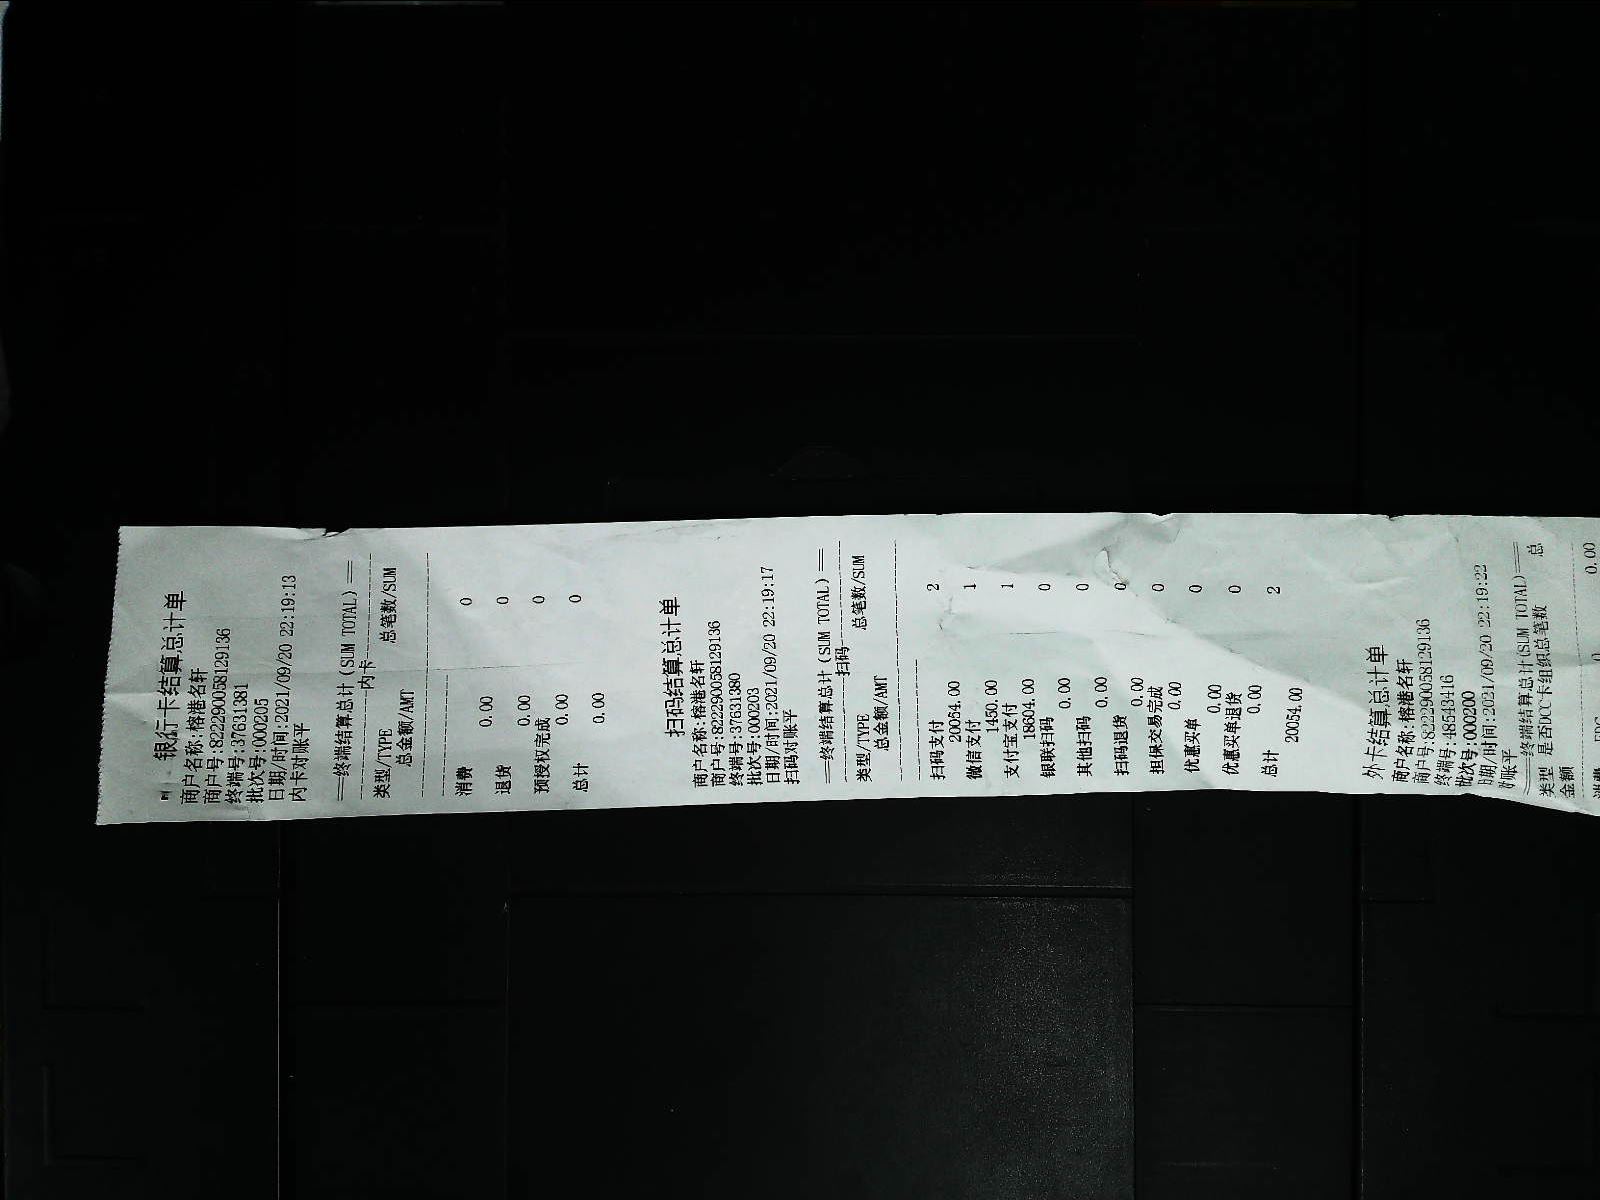 银行卡结算总计单
商户名称:榕港名轩
商户号:822290058129136
终端号:37631381
批次号:000205
日期/时间:2021/09/20 22:19:13
内卡对账平
==终端结算总计(SUM TOTAL)==
----------内卡----------
类型/TYPE 总笔数/SUM
总金额/AMT
消费 0
0.00
退货 0
0.00
预授权完成 0
0.00
总计 0
0.00
扫码结算总计单
商户名称:榕港名轩
商户号:822290058129136
终端号:37631380
批次号:000203
日期/时间:2021/09/20 22:19:17
扫码对账平
==终端结算总计(SUM TOTAL)==
----------扫码----------
类型/TYPE 总笔数/SUM
总金额/AMT
扫码支付 2
20054.00
微信支付 1
1450.00
支付宝支付 1
18604.00
银联扫码 0
0.00
其他扫码 0
0.00
扫码退货 0
0.00
担保交易完成 0
0.00
优惠买单 0
0.00
优惠买单退货 0
0.00
总计 2
20054.00
外卡结算总计单
商户名称:榕港名轩
商户号:822290058129136
终端号:48543416
批次号:000200
日期/时间:2021/09/20 22:19:22
账平
==终端结算总计(SUM TOTAL)==
类型 是否DCC 卡组织总笔数 总
金额
0.00